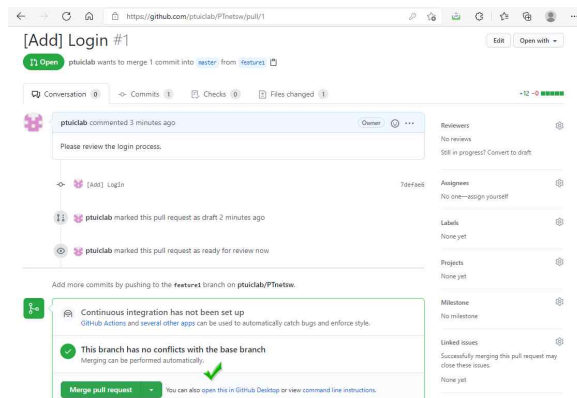 https://github.com/ptuiclab/PTnetsw/pull/1
[Add] Login #1
Edit
Open with
Open
ptuiclab wants to merge 1 commit into master from feature1
Conversation 0
Commits 1
Checks 0
Files changed 1
+12 −0
ptuiclab commented 3 minutes ago
Owner
Please review the login process.
[Add] Login
7defae6
ptuiclab marked this pull request as draft 2 minutes ago
ptuiclab marked this pull request as ready for review now
Add more commits by pushing to the feature1 branch on ptuiclab/PTnetsw.
Continuous integration has not been set up
GitHub Actions and several other apps can be used to automatically catch bugs and enforce style.
This branch has no conflicts with the base branch
Merging can be performed automatically.
Merge pull request
You can also open this in GitHub Desktop or view command line instructions.
Reviewers
No reviews
Still in progress? Convert to draft
Assignees
No one—assign yourself
Labels
None yet
Projects
None yet
Milestone
No milestone
Linked issues
Successfully merging this pull request may
close these issues.
None yet